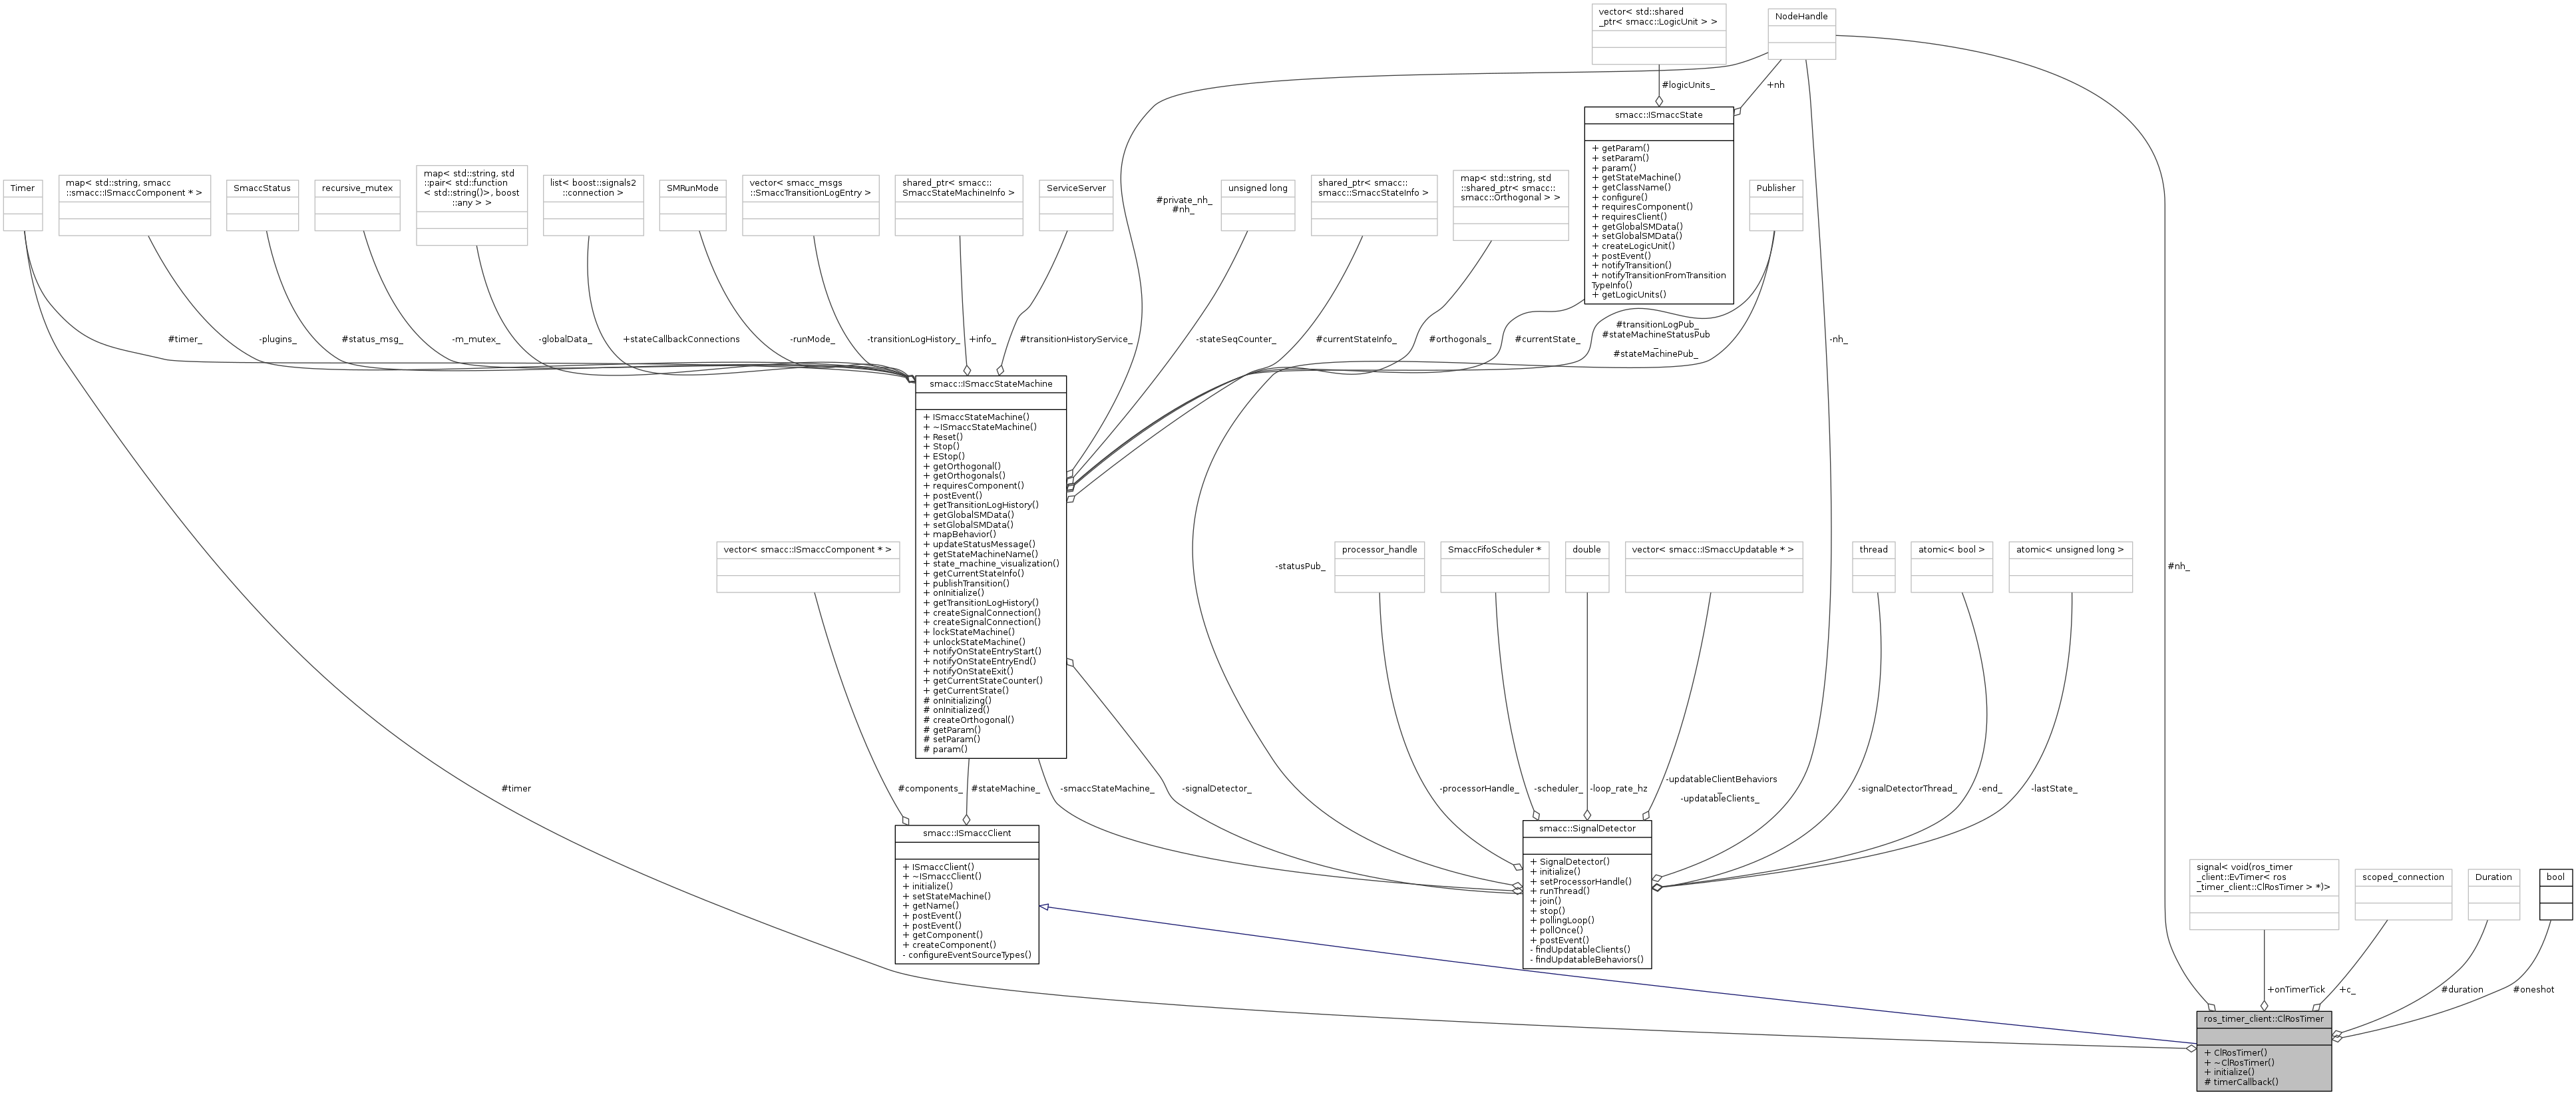 vector< std::shared
_ptr< smacc::LogicUnit > >
NodeHandle
#logicUnits_
+nh
smacc::ISmaccState
+ getParam()
+ setParam()
+ param()
+ getStateMachine()
+ getClassName()
+ configure()
+ requiresComponent()
+ requiresClient()
+ getGlobalSMData()
+ setGlobalSMData()
+ createLogicUnit()
+ postEvent()
+ notifyTransition()
+ notifyTransitionFromTransition
TypeInfo()
+ getLogicUnits()
Timer
map< std::string, smacc
::smacc::ISmaccComponent * >
SmaccStatus
recursive_mutex
map< std::string, std
::pair< std::function
< std::string()>, boost
::any > >
list< boost::signals2
::connection >
SMRunMode
vector< smacc_msgs
::SmaccTransitionLogEntry >
shared_ptr< smacc::
SmaccStateMachineInfo >
ServiceServer
#private_nh_
#nh_
unsigned long
shared_ptr< smacc::
smacc::SmaccStateInfo >
map< std::string, std
::shared_ptr< smacc::
smacc::Orthogonal > >
Publisher
#timer_
-plugins_
#status_msg_
-m_mutex_
-globalData_
+stateCallbackConnections
-runMode_
-transitionLogHistory_
+info_
#transitionHistoryService_
-stateSeqCounter_
#currentStateInfo_
#orthogonals_
#currentState_
#transitionLogPub_
#stateMachineStatusPub
_
#stateMachinePub_
-nh_
smacc::ISmaccStateMachine
+ ISmaccStateMachine()
+ ~ISmaccStateMachine()
+ Reset()
+ Stop()
+ EStop()
+ getOrthogonal()
+ getOrthogonals()
+ requiresComponent()
+ postEvent()
+ getTransitionLogHistory()
+ getGlobalSMData()
+ setGlobalSMData()
+ mapBehavior()
+ updateStatusMessage()
+ getStateMachineName()
+ state_machine_visualization()
+ getCurrentStateInfo()
+ publishTransition()
+ onInitialize()
+ getTransitionLogHistory()
+ createSignalConnection()
+ createSignalConnection()
+ lockStateMachine()
+ unlockStateMachine()
+ notifyOnStateEntryStart()
+ notifyOnStateEntryEnd()
+ notifyOnStateExit()
+ getCurrentStateCounter()
+ getCurrentState()
# onInitializing()
# onInitialized()
# createOrthogonal()
# getParam()
# setParam()
# param()
vector< smacc::ISmaccComponent * >
-statusPub_
processor_handle
SmaccFifoScheduler *
double
vector< smacc::ISmaccUpdatable * >
thread
atomic< bool >
atomic< unsigned long >
#nh_
#timer
#components_
#stateMachine_
-smaccStateMachine_
-signalDetector_
-processorHandle_
-scheduler_
-loop_rate_hz
-updatableClientBehaviors
_
-updatableClients_
-signalDetectorThread_
-end_
-lastState_
smacc::ISmaccClient
+ ISmaccClient()
+ ~ISmaccClient()
+ initialize()
+ setStateMachine()
+ getName()
+ postEvent()
+ postEvent()
+ getComponent()
+ createComponent()
- configureEventSourceTypes()
smacc::SignalDetector
+ SignalDetector()
+ initialize()
+ setProcessorHandle()
+ runThread()
+ join()
+ stop()
+ pollingLoop()
+ pollOnce()
+ postEvent()
- findUpdatableClients()
- findUpdatableBehaviors()
signal< void(ros_timer
_client::EvTimer< ros
_timer_client::ClRosTimer > *)>
scoped_connection
Duration
bool
+onTimerTick
+c_
#duration
#oneshot
ros_timer_client::ClRosTimer
+ ClRosTimer()
+ ~ClRosTimer()
+ initialize()
# timerCallback()